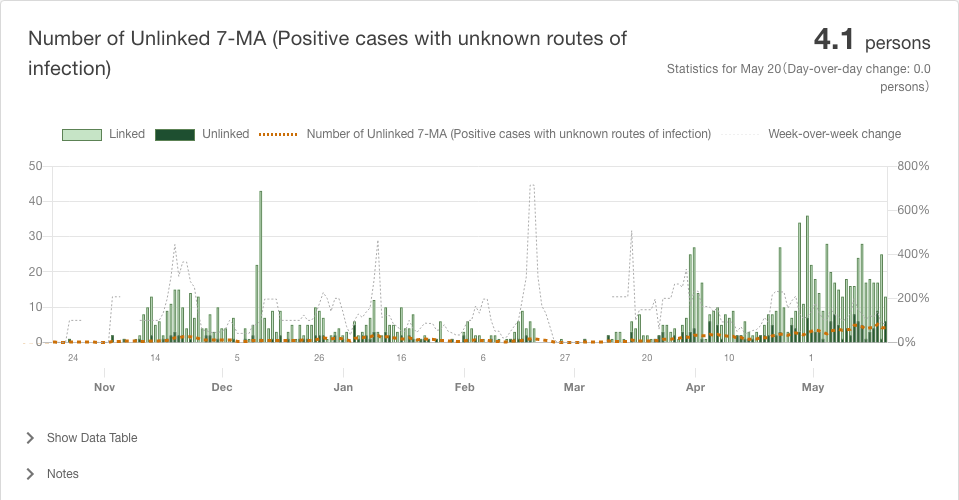 Number of Unlinked 7-MA (Positive cases with unknown routes of
infection)
4.1 persons
Statistics for May 20(Day-over-day change: 0.0
persons)
Linked Unlinked Number of Unlinked 7-MA (Positive cases with unknown routes of infection) Week-over-week change
50 800%
40 600%
30 400%
20
10 200%
0 0%
24 14 5 26 16 6 27 20 10 1
Nov Dec Jan Feb Mar Apr May
Show Data Table
Notes